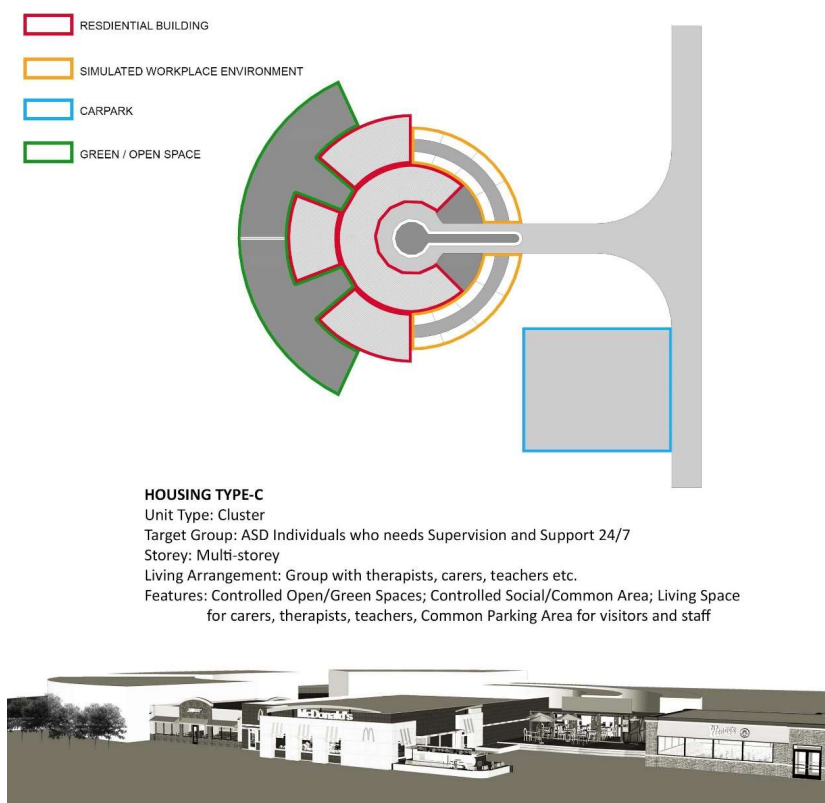 RESDIENTIAL BUILDING
SIMULATED WORKPLACE ENVIRONMENT
CARPARK
GREEN / OPEN SPACE
HOUSING TYPE-C
Unit Type: Cluster
Target Group: ASD Individuals who needs Supervision and Support 24/7
Storey: Multi-storey
Living Arrangement: Group with therapists, carers, teachers etc.
Features: Controlled Open/Green Spaces; Controlled Social/Common Area; Living Space
for carers, therapists, teachers, Common Parking Area for visitors and staff
McDonald's